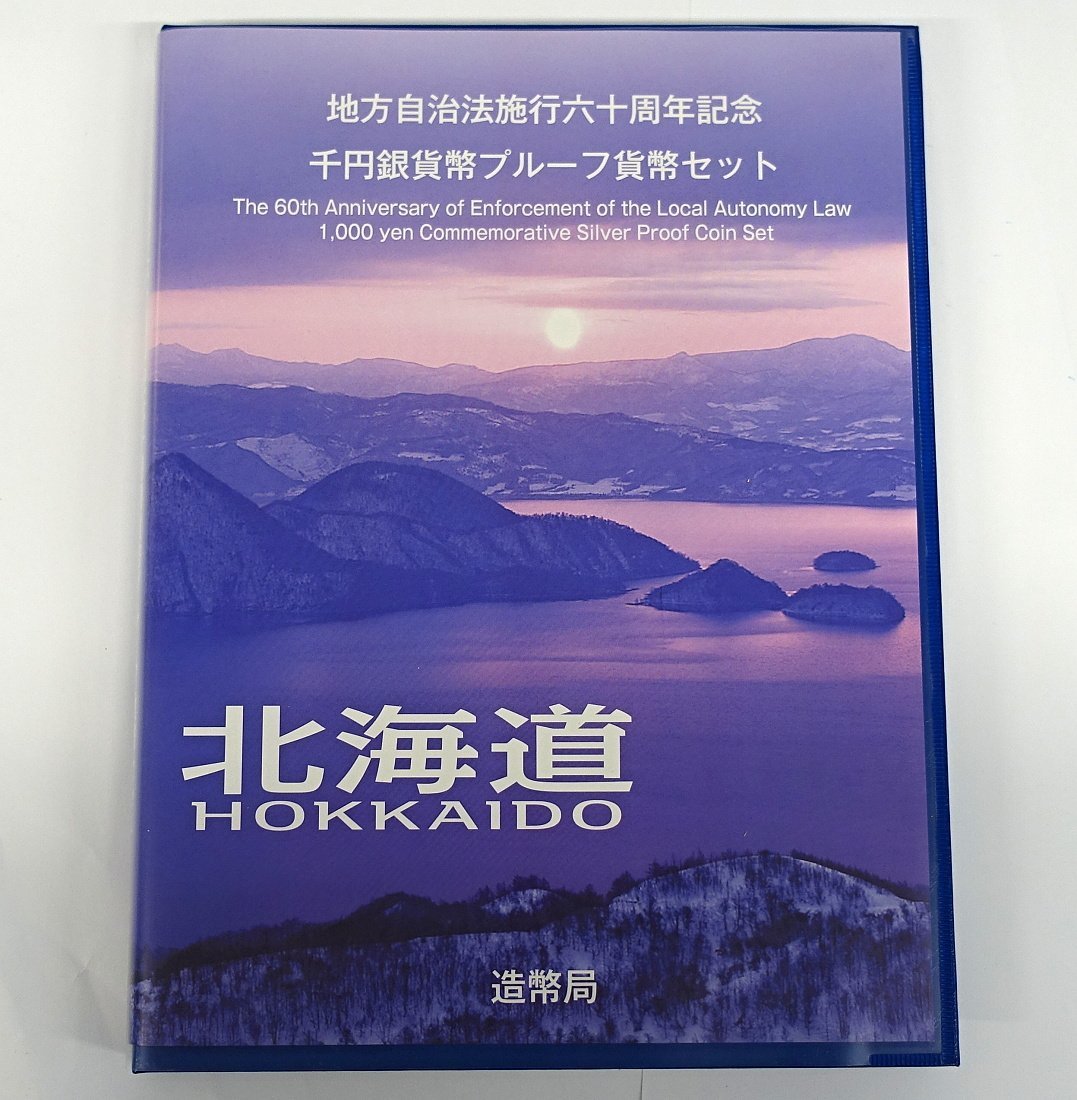 地方自治法施行六十周年記念
千円銀貨幣プルーフ貨幣セット
The 60th Anniversary of Enforcement of the Local Autonomy Law
1,000 yen Commemorative Silver Proof Coin Set
北海道
HOKKAIDO
造幣局